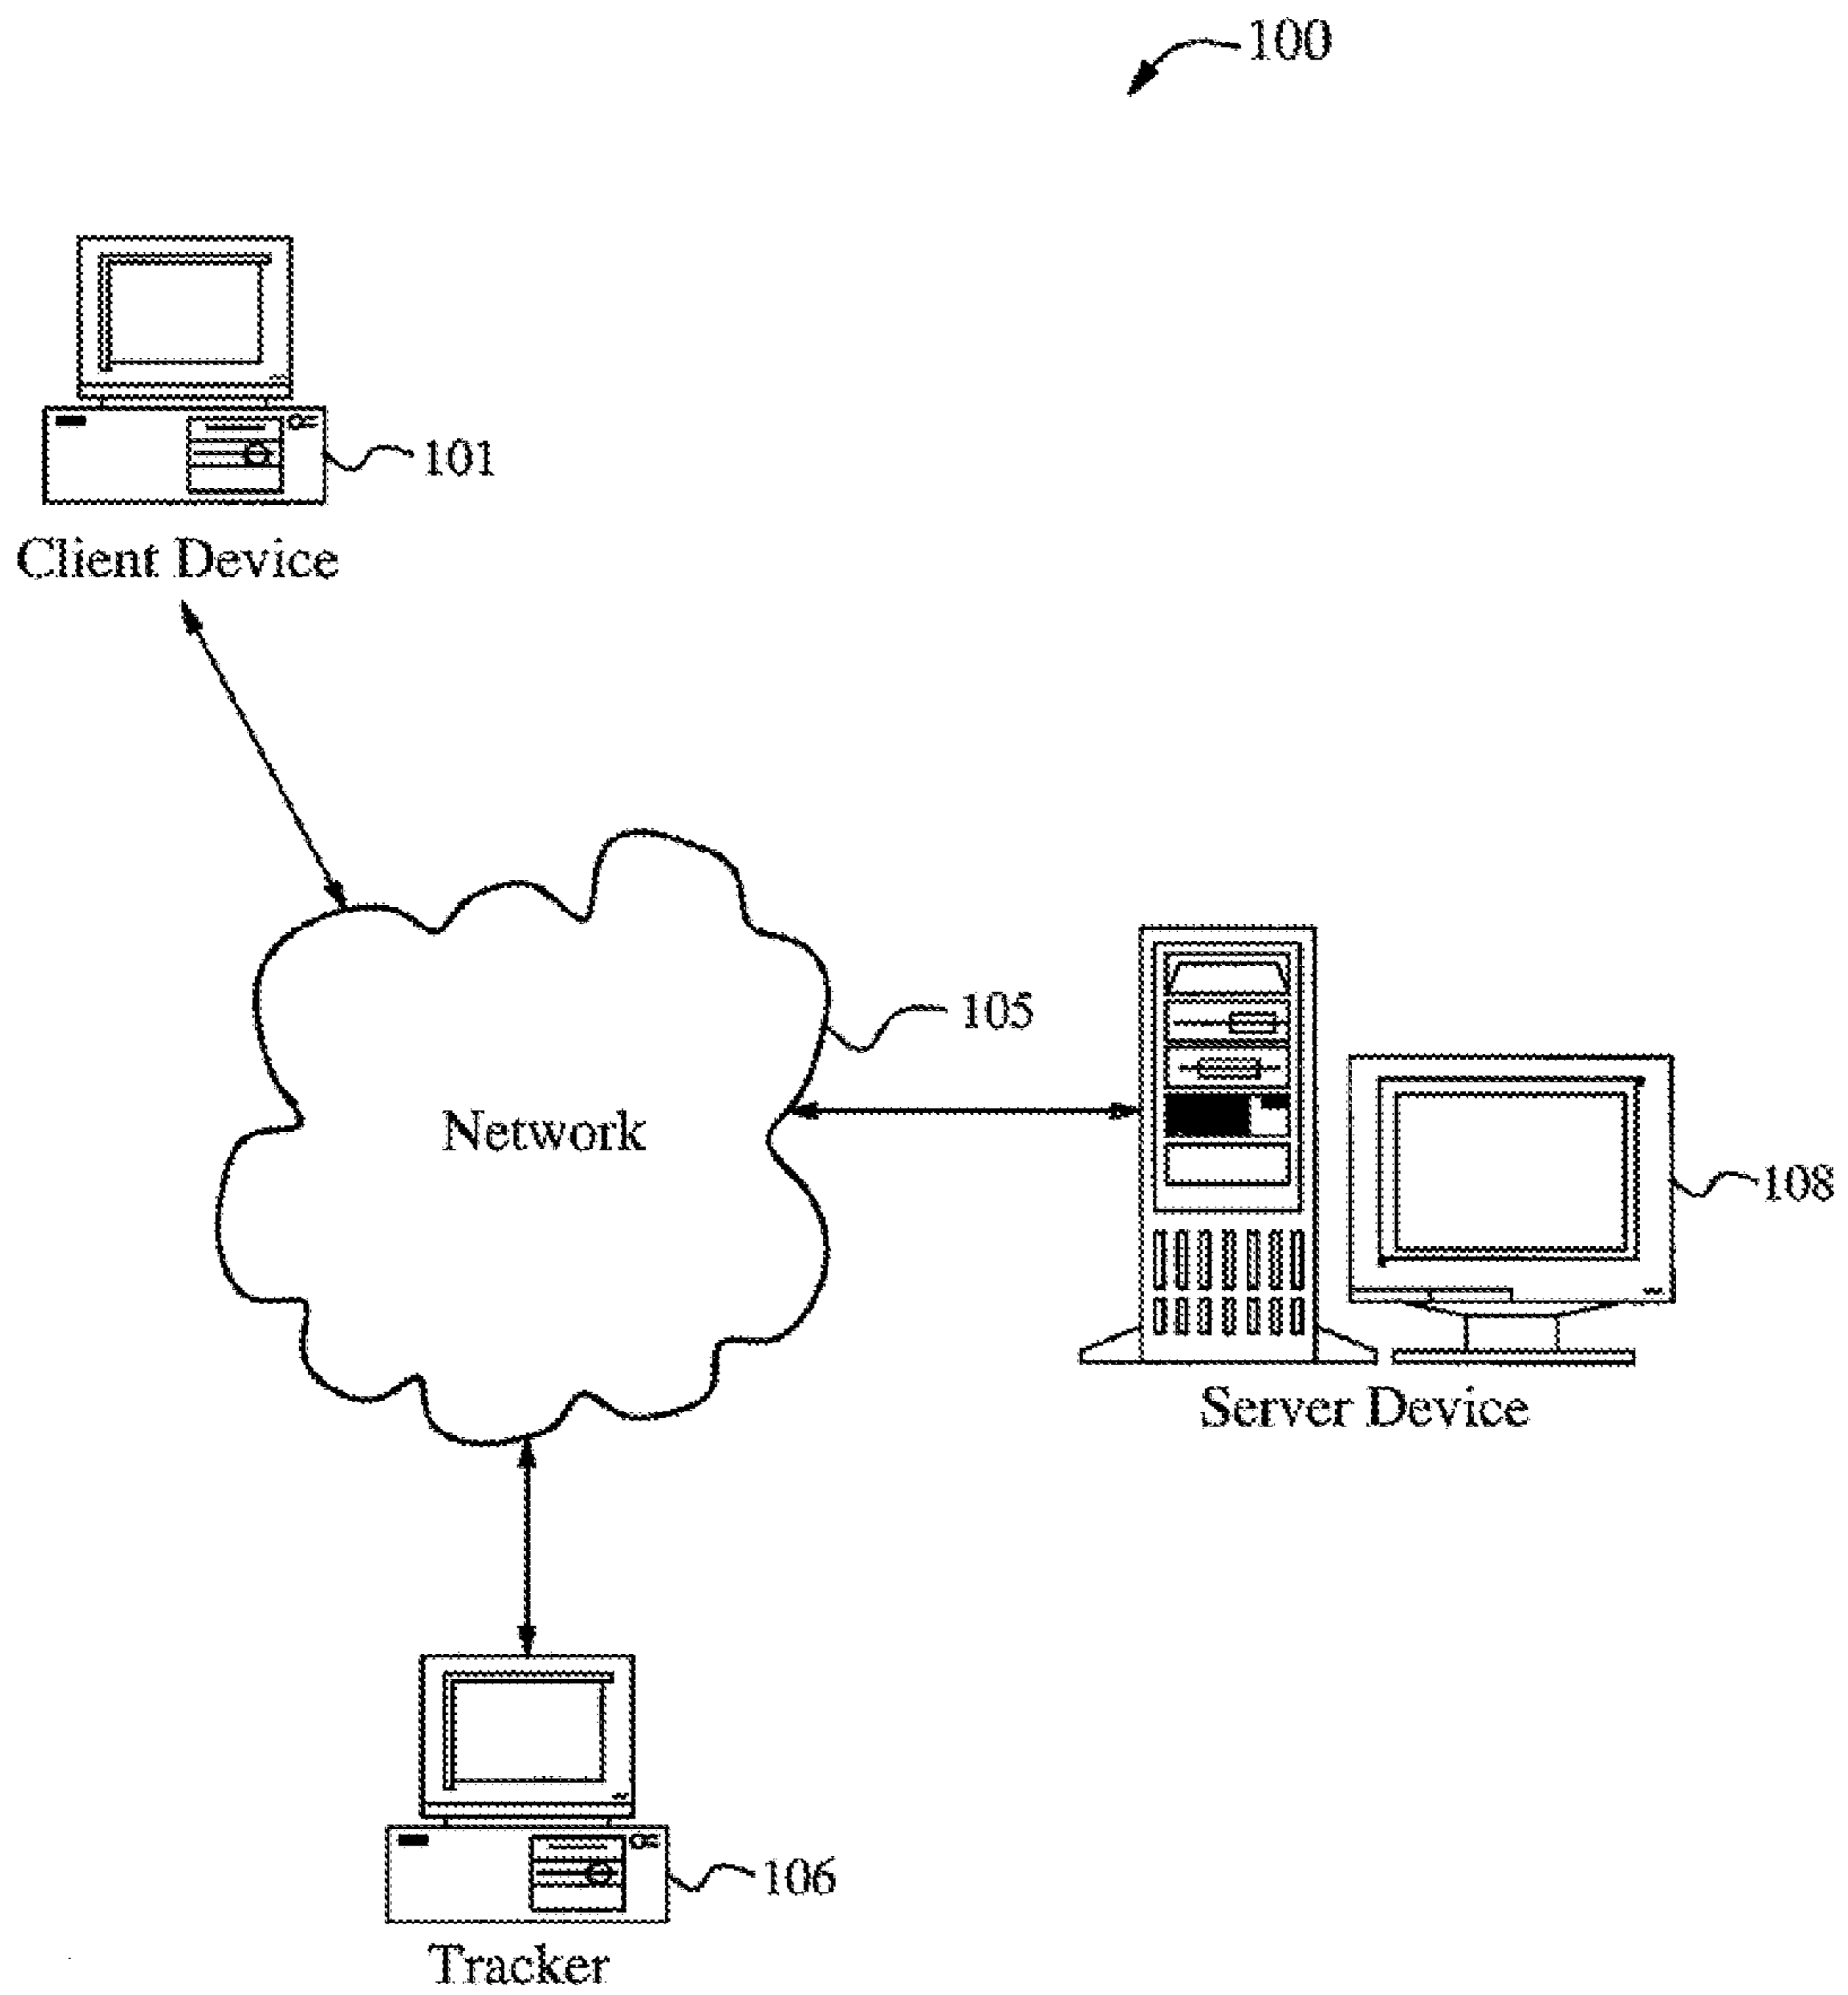 100
101
Client Device
105
Network
108
Server Device
106
Tracker